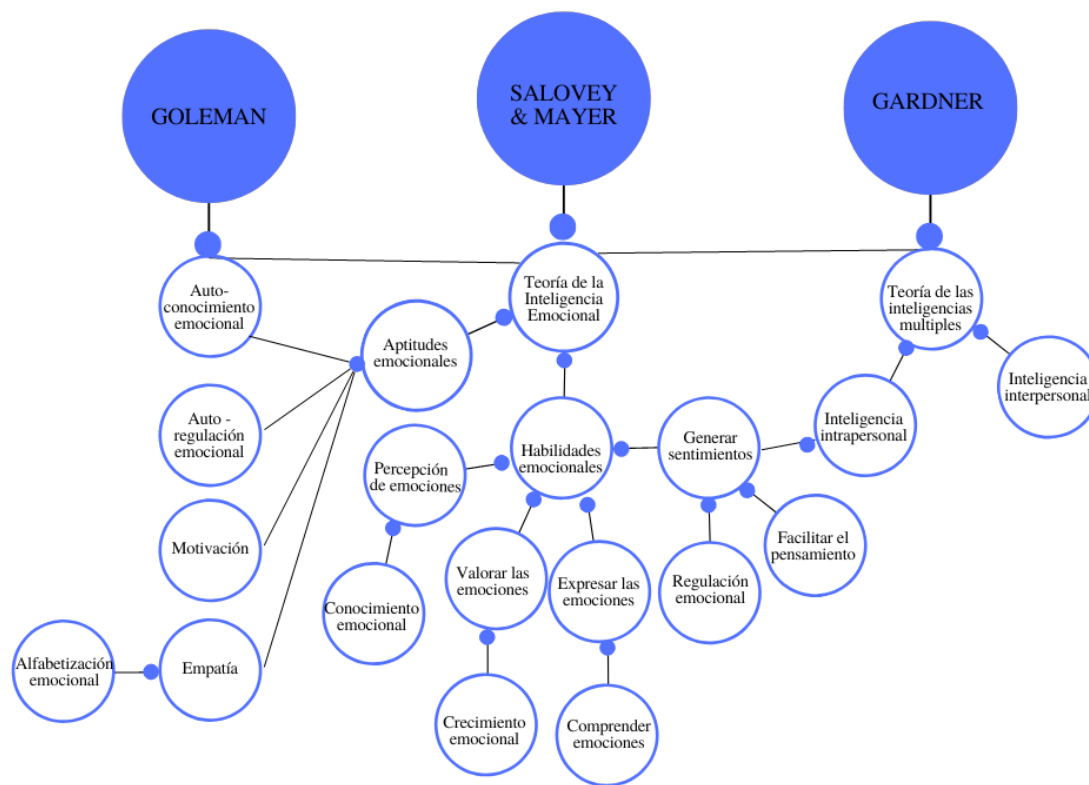 GOLEMAN
SALOVEY
& MAYER
GARDNER
Auto-
conocimiento
emocional
Teoría de la
Inteligencia
Emocional
Teoría de las
inteligencias
multiples
Aptitudes
emocionales
Inteligencia
interpersonal
Auto -
regulación
emocional
Percepción
de emociones
Habilidades
emocionales
Generar
sentimientos
Inteligencia
intrapersonal
Motivación
Conocimiento
emocional
Valorar las
emociones
Expresar las
emociones
Regulación
emocional
Facilitar el
pensamiento
Alfabetización
emocional
Empatía
Crecimiento
emocional
Comprender
emociones